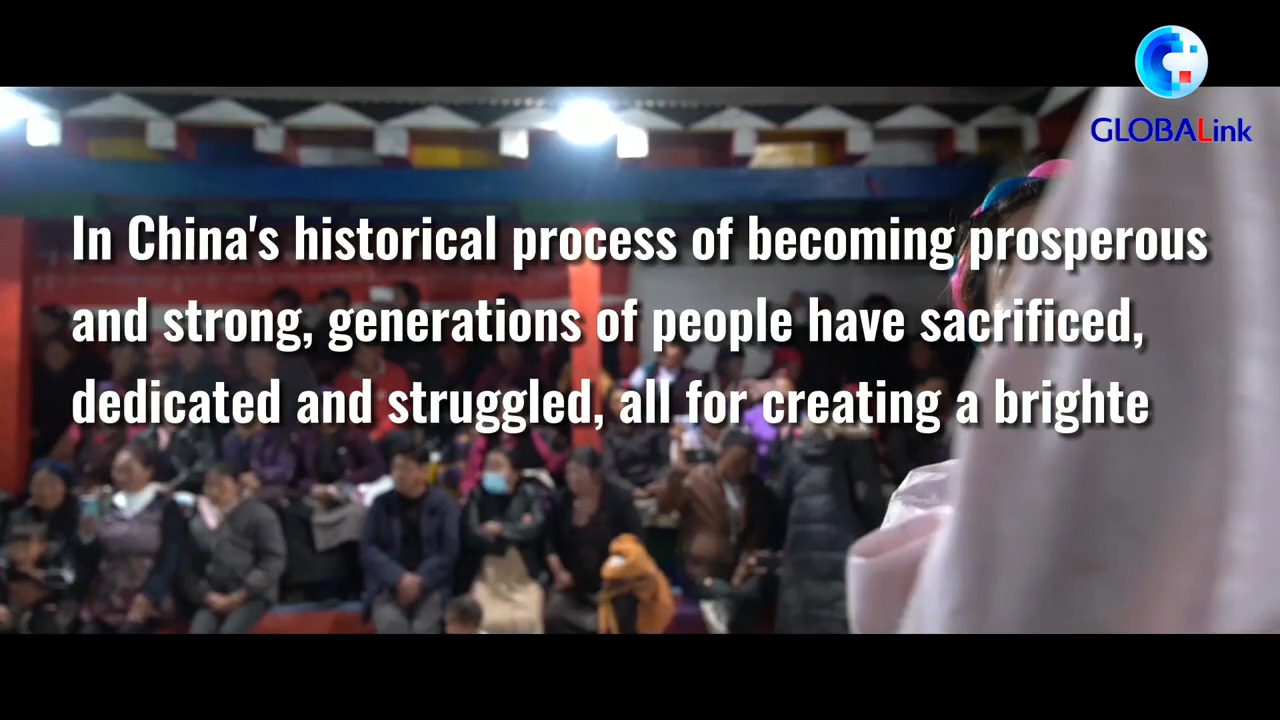 GLOBALink
In China's historical process of becoming prosperous
and strong, generations of people have sacrificed,
dedicated and struggled, all for creating a brighte